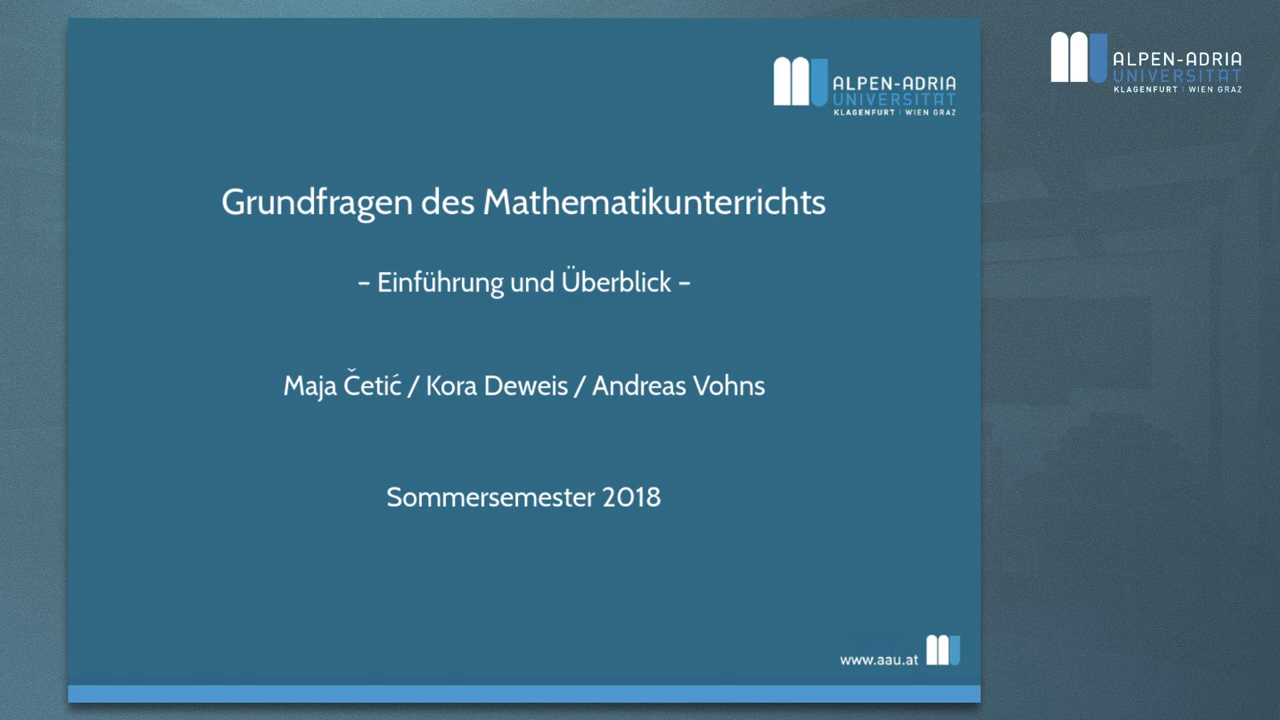 ALPEN-ADRIA
UNIVERSITÄT
KLAGENFURT | WIEN GRAZ
Grundfragen des Mathematikunterrichts
– Einführung und Überblick –
Maja Četić / Kora Deweis / Andreas Vohns
Sommersemester 2018
www.aau.at
ALPEN-ADRIA
UNIVERSITÄT
KLAGENFURT | WIEN GRAZ